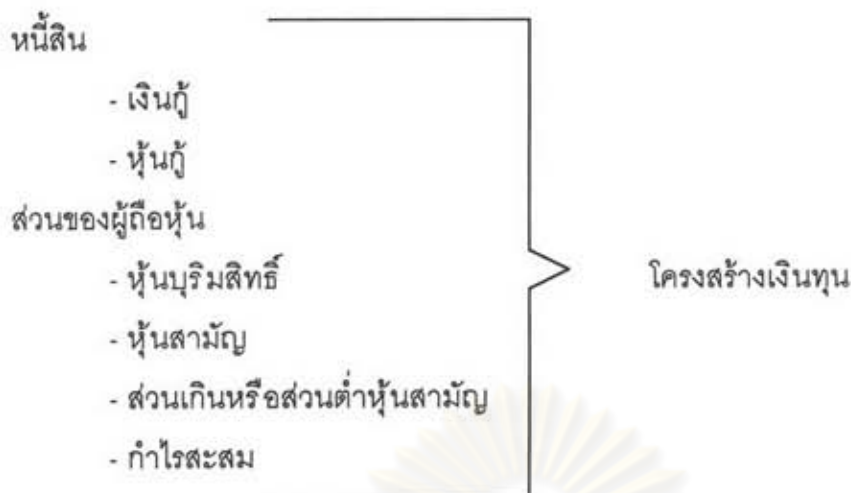 หนี้สิน
- เงินกู้
- หุ้นกู้
ส่วนของผู้ถือหุ้น
- หุ้นบุริมสิทธิ์
โครงสร้างเงินทุน
- หุ้นสามัญ
- ส่วนเกินหรือส่วนต่ำหุ้นสามัญ
- กำไรสะสม